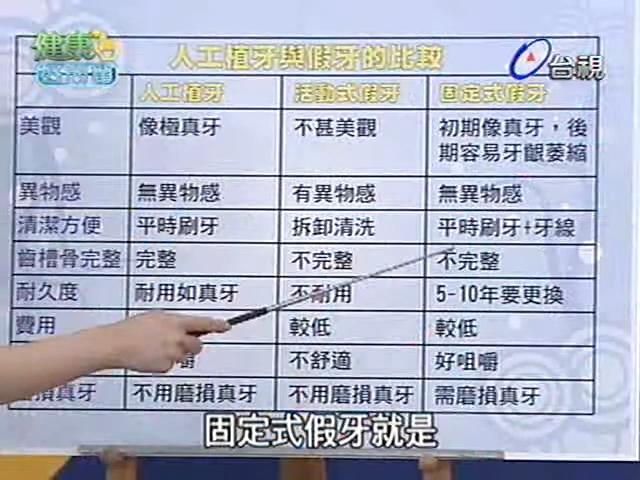 健康
人工植牙與假牙的比較
台視
人工植牙 活動式假牙 固定式假牙
美觀 像極真牙 不甚美觀 初期像真牙，後
期容易牙齦萎縮
異物感 無異物感 有異物感 無異物感
清潔方便 平時刷牙 拆卸清洗 平時刷牙+牙線
齒槽骨完整 完整 不完整 不完整
耐久度 耐用如真牙 不耐用 5-10年要更換
費用 較低 較低
嚼 不舒適 好咀嚼
損真牙 不用磨損真牙 不用磨損真牙 需磨損真牙
固定式假牙就是